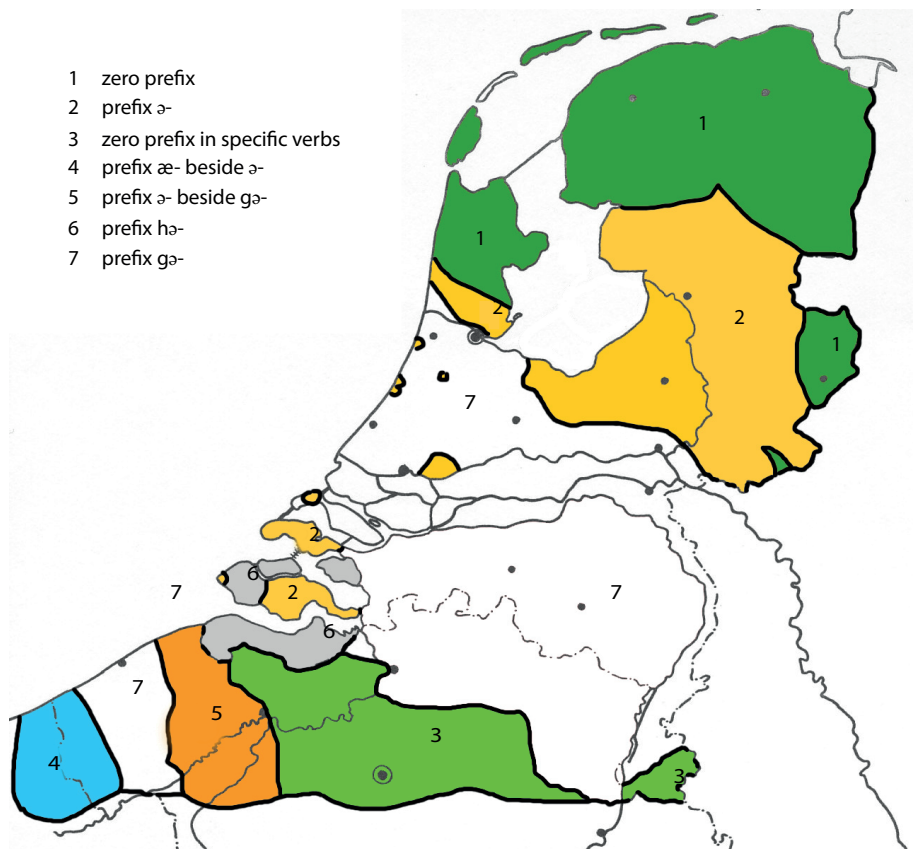 1 zero prefix
2 prefix ə-
3 zero prefix in specific verbs
4 prefix æ- beside ə-
5 prefix ə- beside gə-
6 prefix hə-
7 prefix gə-
1
1
2
2
1
7
2
6
2
7
7
6
7
5
3
4
3